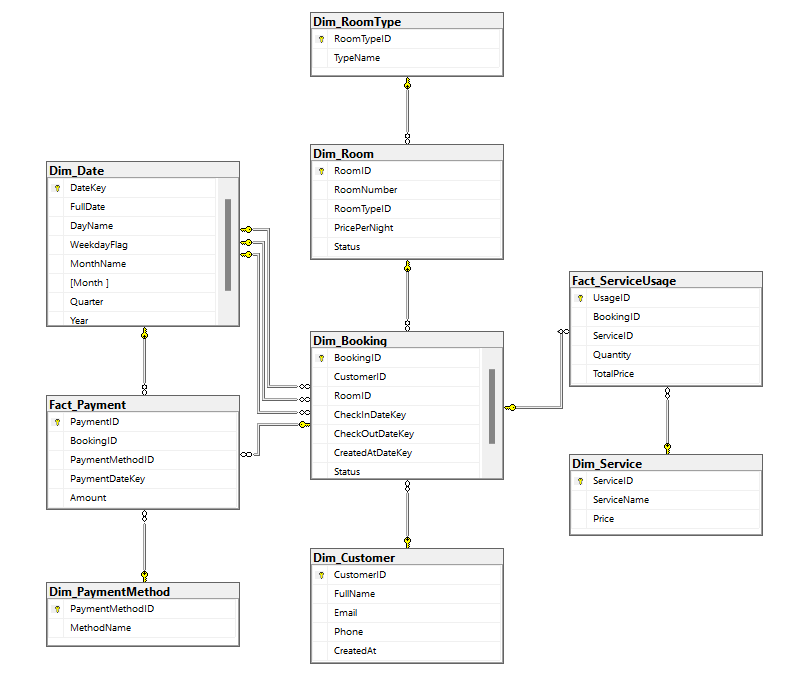 Dim_RoomType
RoomTypeID
TypeName
Dim_Room
RoomID
RoomNumber
RoomTypeID
PricePerNight
Status
Dim_Date
DateKey
FullDate
DayName
WeekdayFlag
MonthName
[Month ]
Quarter
Year
Fact_ServiceUsage
UsageID
BookingID
ServiceID
Quantity
TotalPrice
Dim_Booking
BookingID
CustomerID
RoomID
CheckInDateKey
CheckOutDateKey
CreatedAtDateKey
Status
Fact_Payment
PaymentID
BookingID
PaymentMethodID
PaymentDateKey
Amount
Dim_Service
ServiceID
ServiceName
Price
Dim_Customer
CustomerID
FullName
Email
Phone
CreatedAt
Dim_PaymentMethod
PaymentMethodID
MethodName